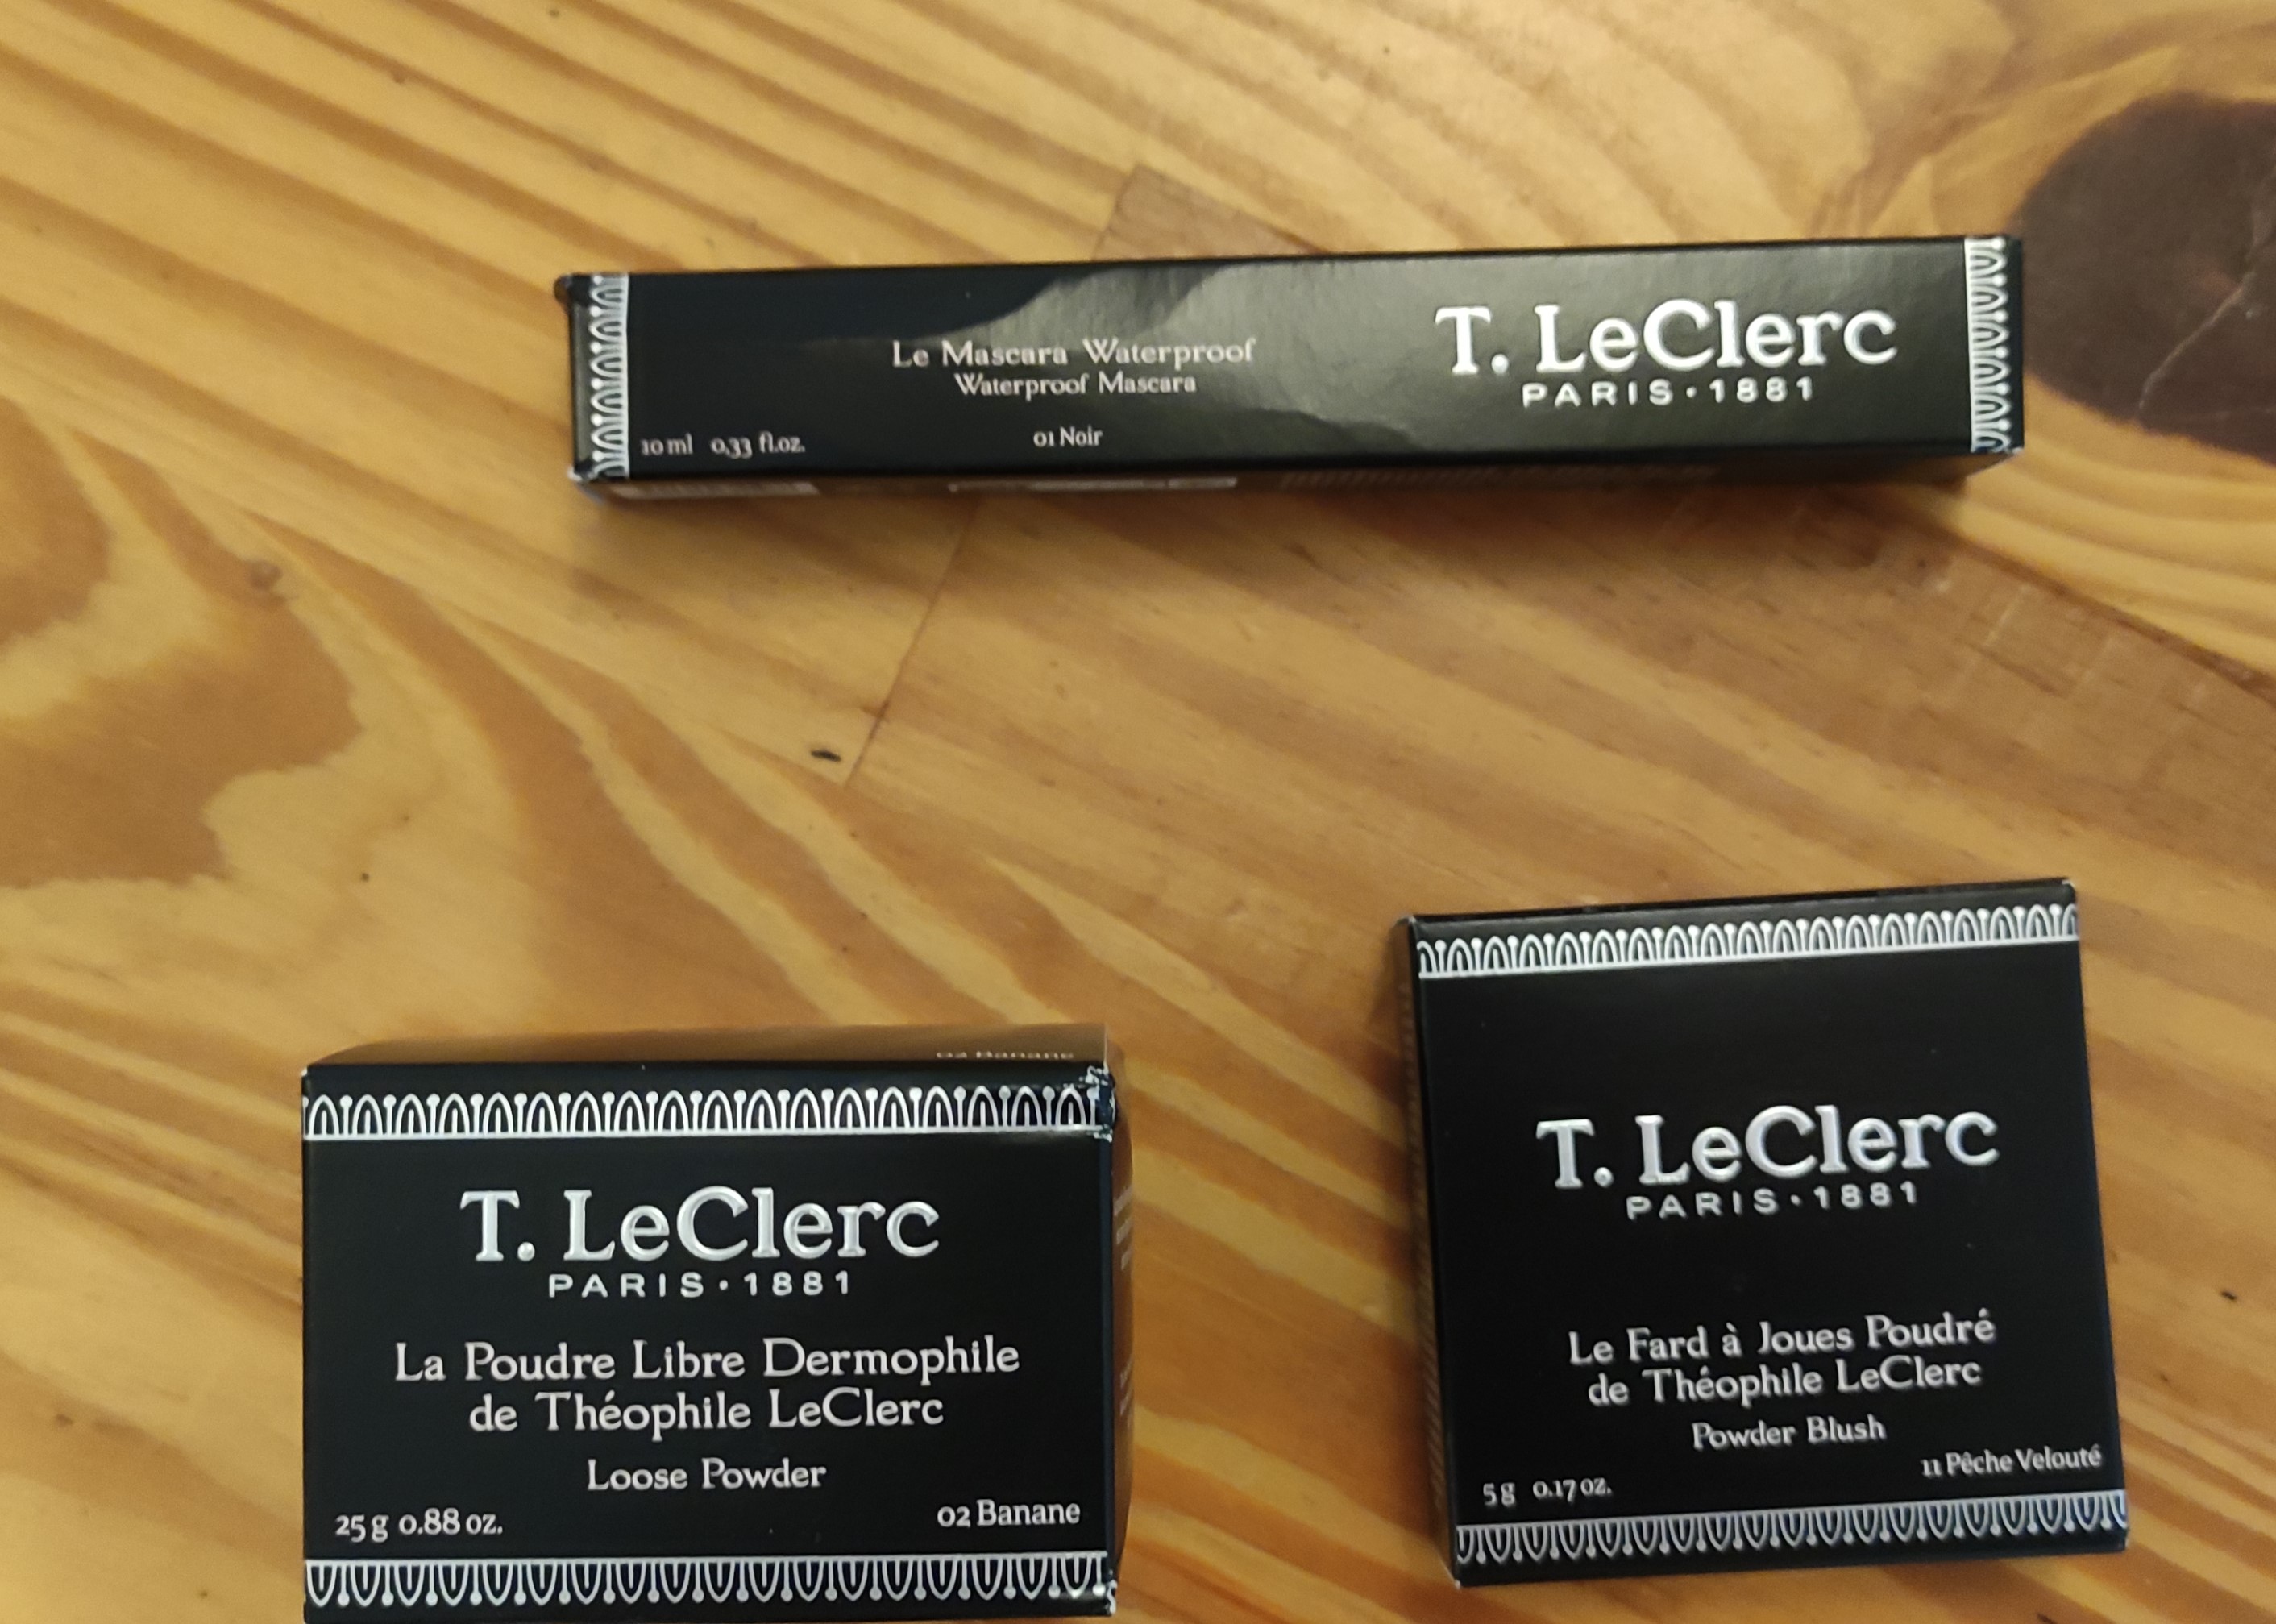 Le Mascara Waterproof
Waterproof Mascara
10 ml 0,33 fl.oz.
01 Noir
T. LeClerc
PARIS · 1881
02 Banane
T. LeClerc
PARIS · 1881
La Poudre Libre Dermophile
de Théophile LeClerc
Loose Powder
25 g 0.88 oz.
02 Banane
T. LeClerc
PARIS · 1881
Le Fard à Joues Poudré
de Théophile LeClerc
Powder Blush
5 g 0.17 oz.
11 Pêche Velouté